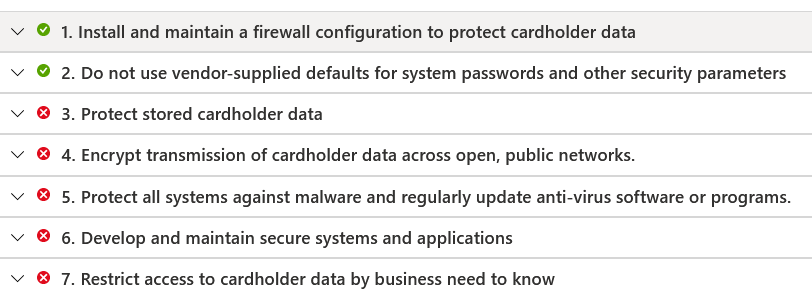 1. Install and maintain a firewall configuration to protect cardholder data
2. Do not use vendor-supplied defaults for system passwords and other security parameters
3. Protect stored cardholder data
4. Encrypt transmission of cardholder data across open, public networks.
5. Protect all systems against malware and regularly update anti-virus software or programs.
6. Develop and maintain secure systems and applications
7. Restrict access to cardholder data by business need to know